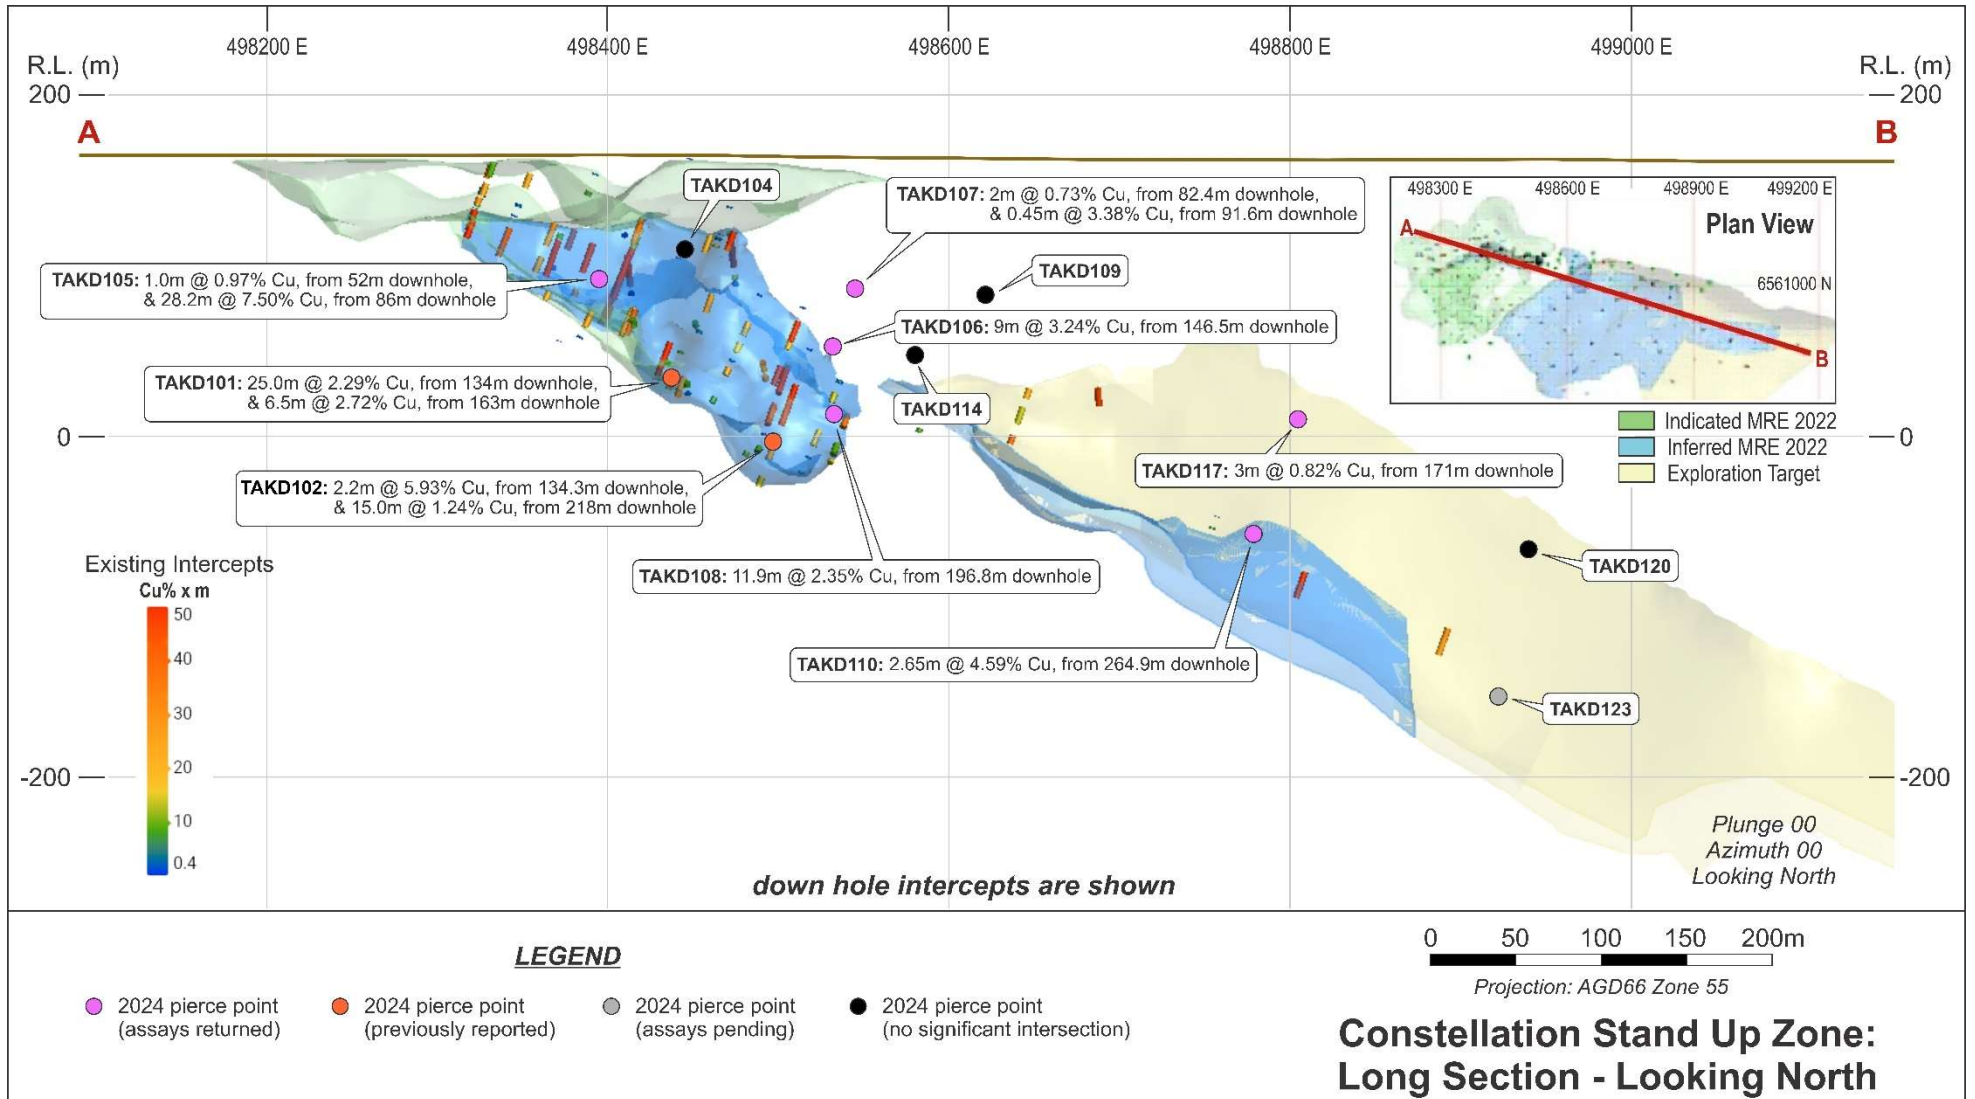 498200 E
498400 E
498600 E
498800 E
499000 E
R.L. (m)
R.L. (m)
200
200
A
B
TAKD104
TAKD107: 2m @ 0.73% Cu, from 82.4m downhole,
& 0.45m @ 3.38% Cu, from 91.6m downhole
498300 E
498600 E
498900 E
499200 E
Plan View
A
6561000 N
B
TAKD109
TAKD105: 1.0m @ 0.97% Cu, from 52m downhole,
& 28.2m @ 7.50% Cu, from 86m downhole
TAKD106: 9m @ 3.24% Cu, from 146.5m downhole
TAKD101: 25.0m @ 2.29% Cu, from 134m downhole,
& 6.5m @ 2.72% Cu, from 163m downhole
TAKD114
Indicated MRE 2022
Inferred MRE 2022
Exploration Target
0
0
TAKD117: 3m @ 0.82% Cu, from 171m downhole
TAKD102: 2.2m @ 5.93% Cu, from 134.3m downhole,
& 15.0m @ 1.24% Cu, from 218m downhole
TAKD108: 11.9m @ 2.35% Cu, from 196.8m downhole
TAKD120
Existing Intercepts
Cu% x m
50
40
30
20
10
0.4
TAKD110: 2.65m @ 4.59% Cu, from 264.9m downhole
TAKD123
-200
-200
Plunge 00
Azimuth 00
Looking North
down hole intercepts are shown
LEGEND
2024 pierce point
(assays returned)
2024 pierce point
(previously reported)
2024 pierce point
(assays pending)
2024 pierce point
(no significant intersection)
0 50 100 150 200m
Projection: AGD66 Zone 55
Constellation Stand Up Zone:
Long Section - Looking North